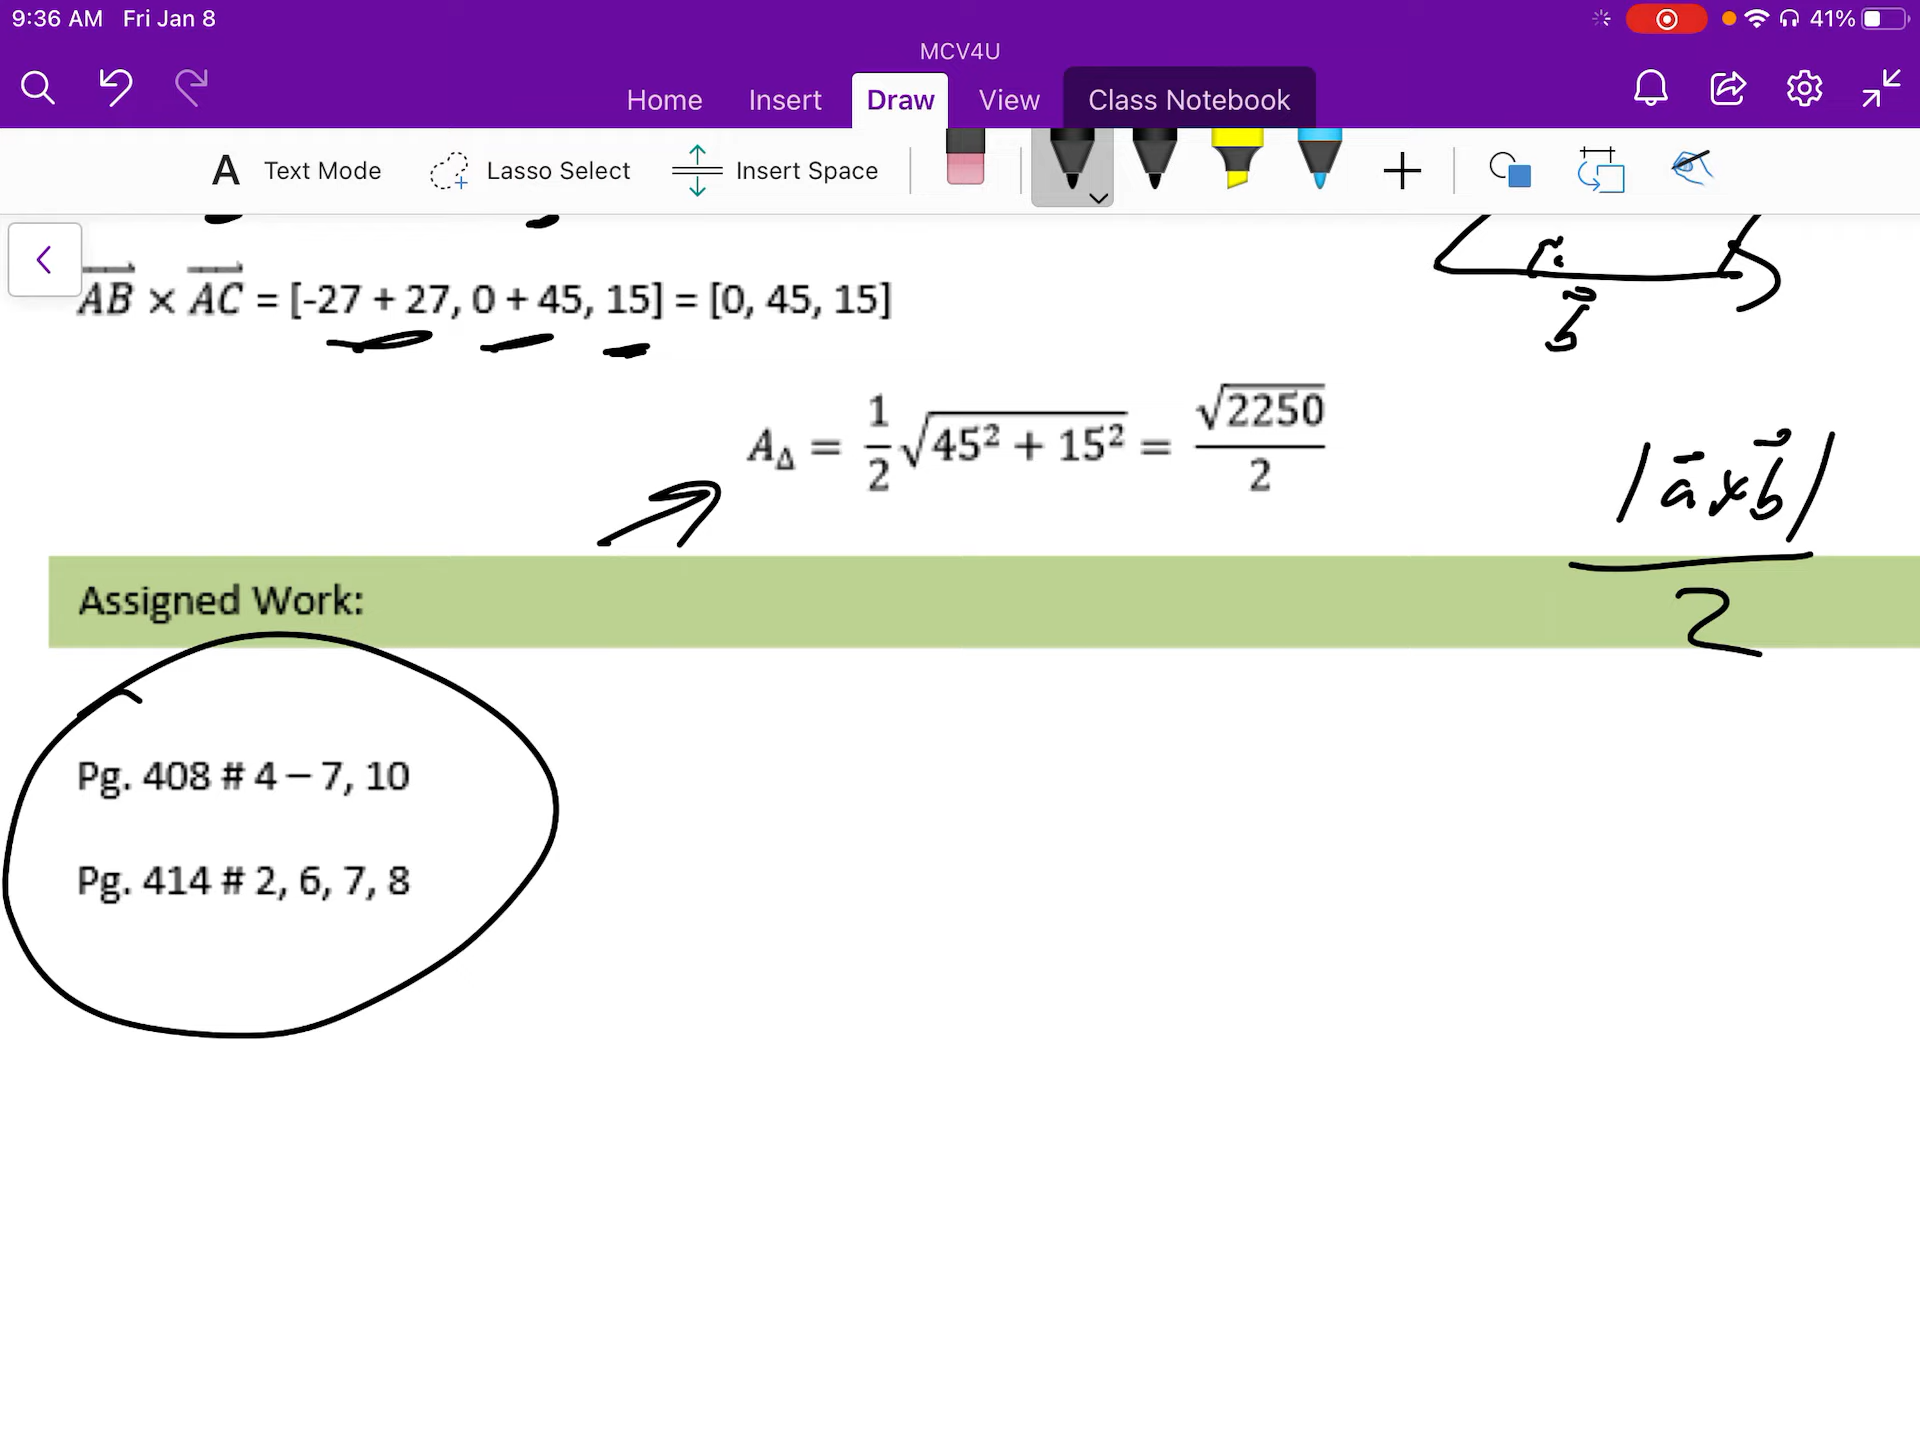 9:36 AM Fri Jan 8 41%
MCV4U
Home Insert Draw View Class Notebook
A Text Mode Lasso Select Insert Space
AB × AC = [-27 + 27, 0 + 45, 15] = [0, 45, 15]
b
A_Δ = 1/2 √(45² + 15²) = √2250 / 2
|a × b| / 2
Assigned Work:
Pg. 408 # 4 – 7, 10
Pg. 414 # 2, 6, 7, 8